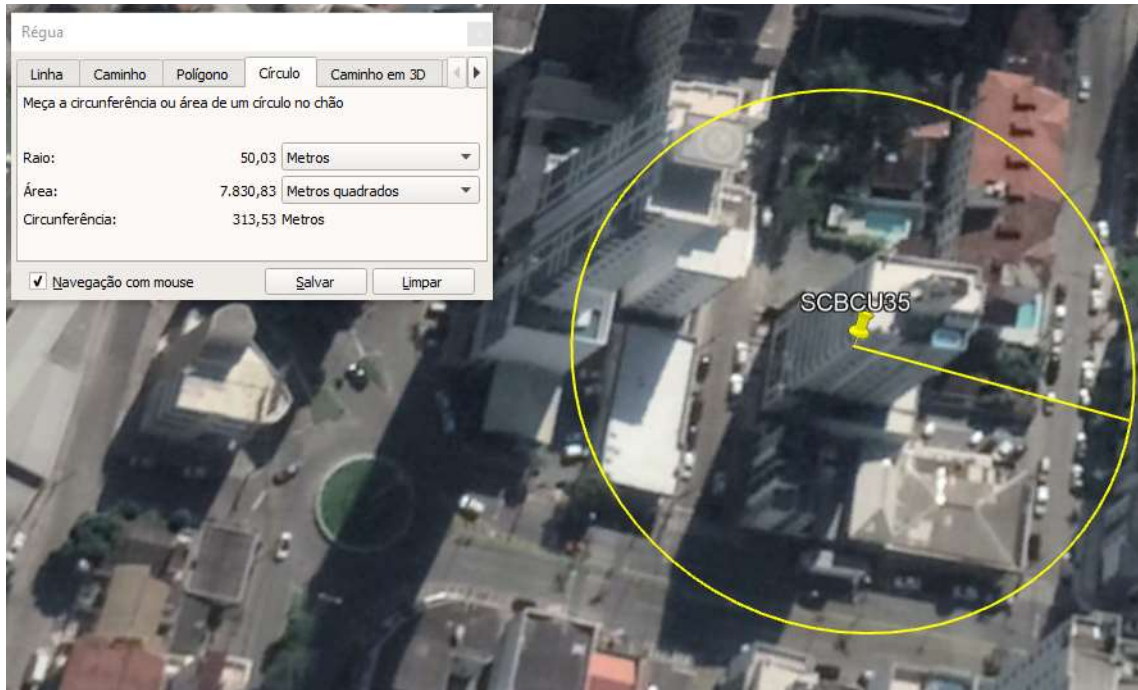 Régua
Linha Caminho Polígono Círculo Caminho em 3D
Meça a circunferência ou área de um círculo no chão
Raio: 50,03 Metros
Área: 7.830,83 Metros quadrados
Circunferência: 313,53 Metros
Navegação com mouse Salvar Limpar
SCBCU35